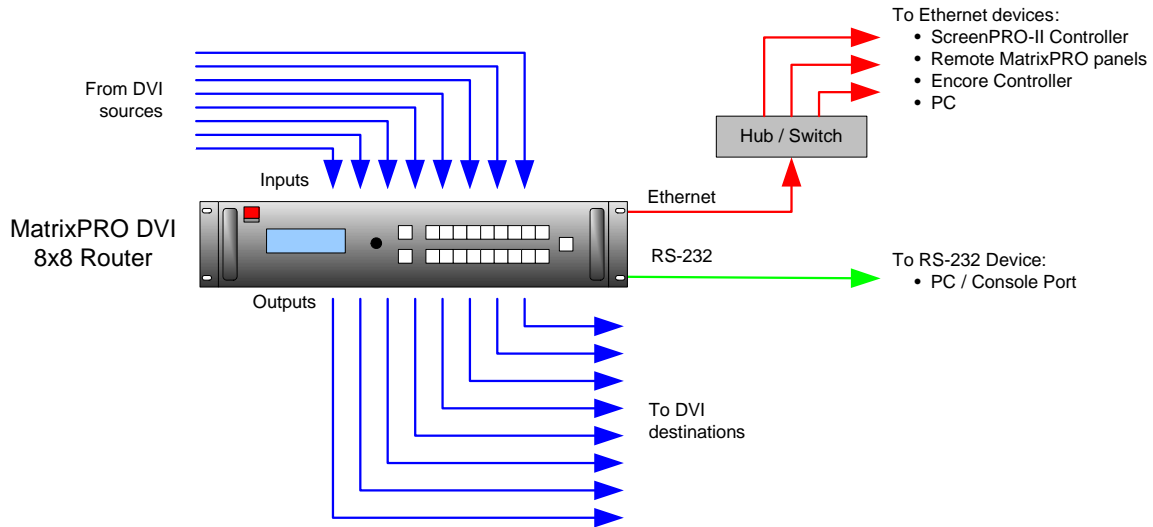 To Ethernet devices:
• ScreenPRO-II Controller
• Remote MatrixPRO panels
• Encore Controller
• PC
From DVI
sources
Hub / Switch
Inputs
Ethernet
MatrixPRO DVI
8x8 Router
RS-232
To RS-232 Device:
• PC / Console Port
Outputs
To DVI
destinations